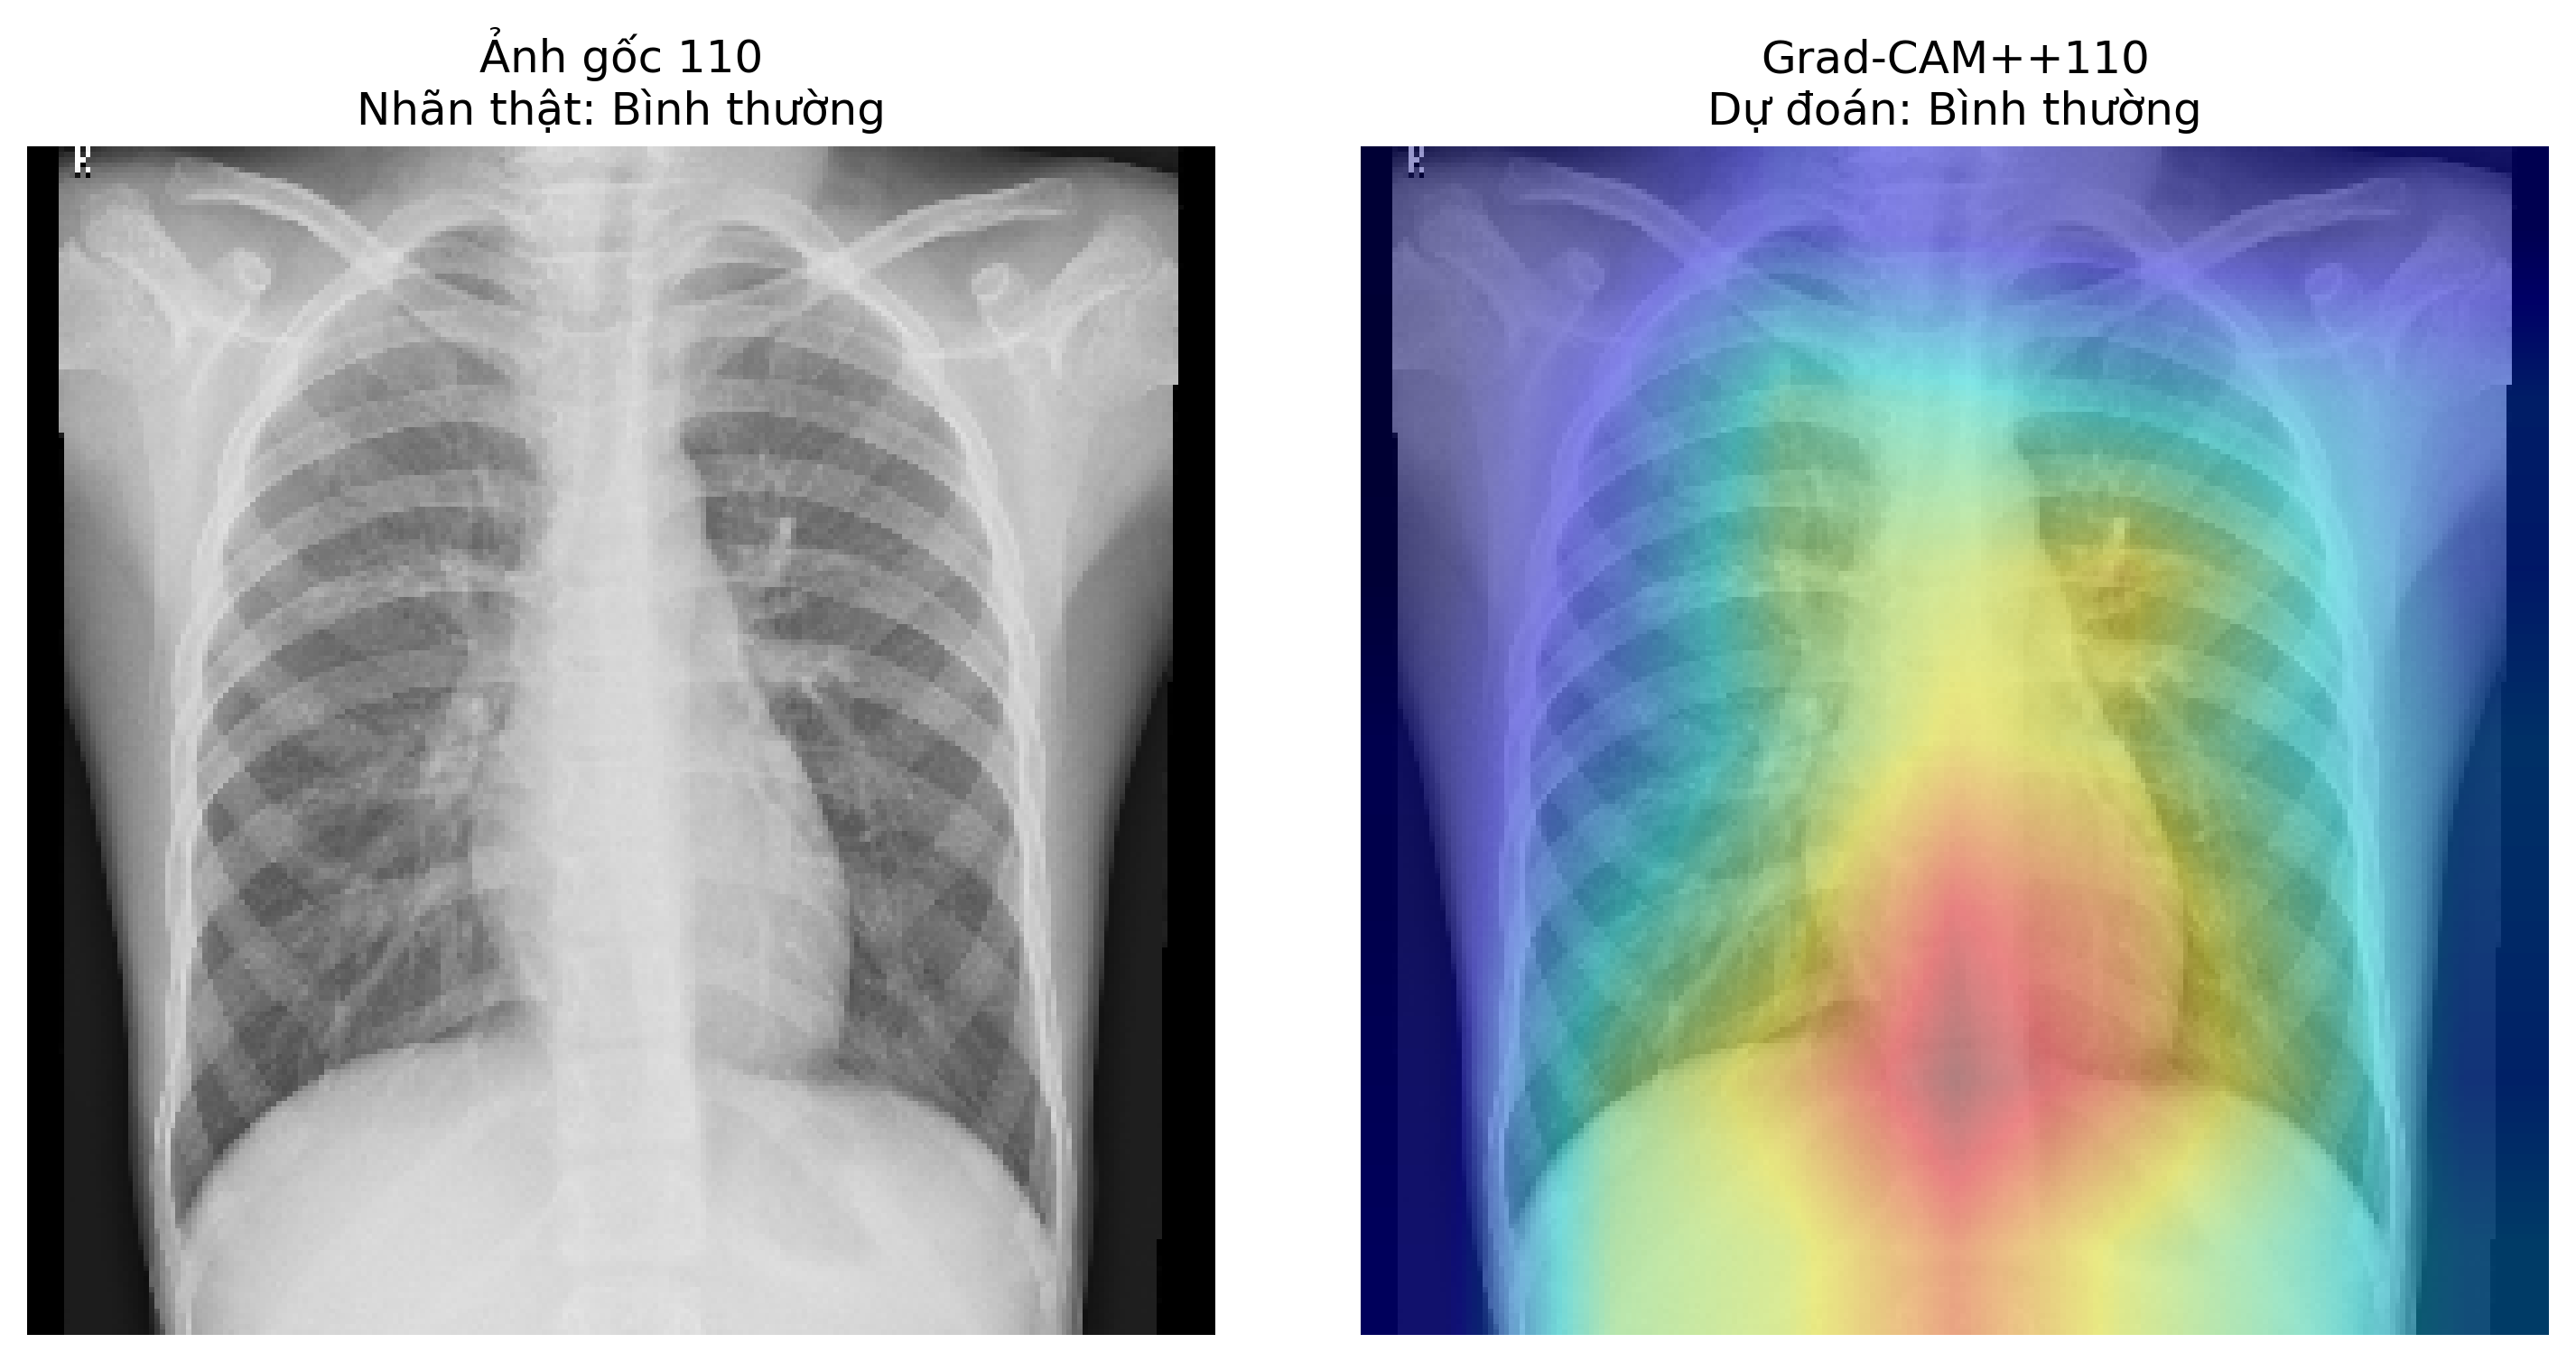 Ảnh gốc 110
Nhãn thật: Bình thường
Grad-CAM++110
Dự đoán: Bình thường
R